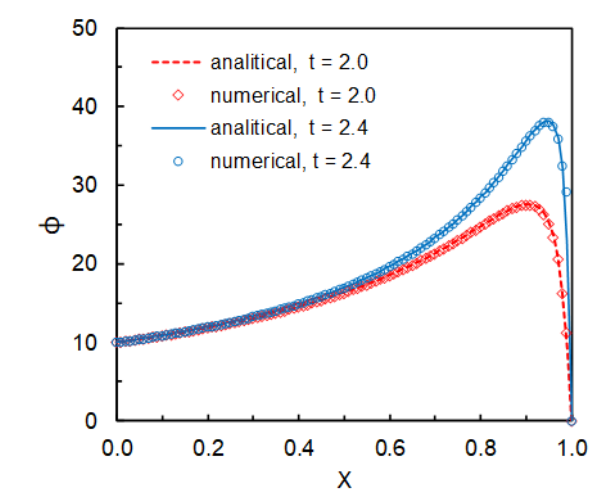 50
analitical, t = 2.0
numerical, t = 2.0
40
analitical, t = 2.4
numerical, t = 2.4
30
ϕ
20
10
0
0.0 0.2 0.4 0.6 0.8 1.0
X